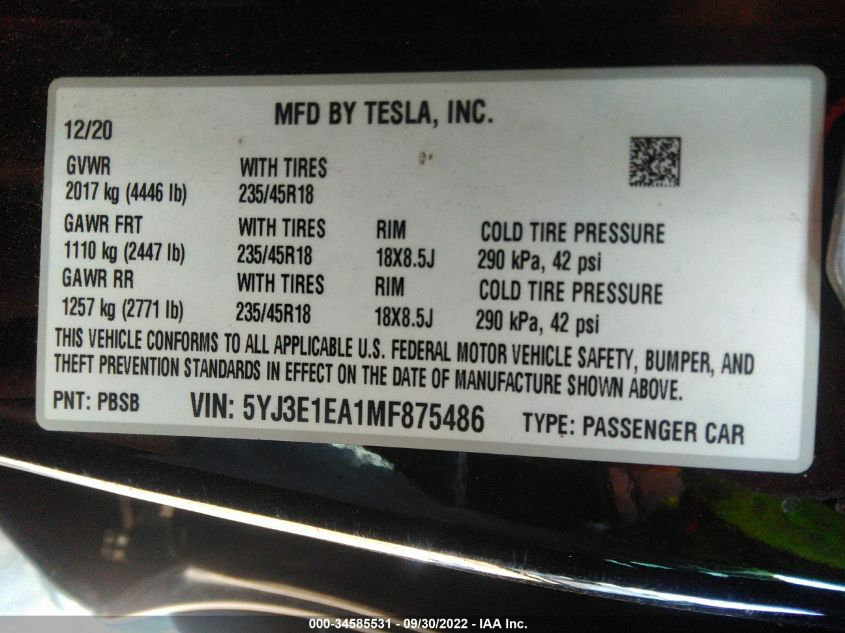 MFD BY TESLA, INC.
12/20
GVWR WITH TIRES
2017 kg (4446 lb) 235/45R18
GAWR FRT WITH TIRES RIM COLD TIRE PRESSURE
1110 kg (2447 lb) 235/45R18 18X8.5J 290 kPa, 42 psi
GAWR RR WITH TIRES RIM COLD TIRE PRESSURE
1257 kg (2771 lb) 235/45R18 18X8.5J 290 kPa, 42 psi
THIS VEHICLE CONFORMS TO ALL APPLICABLE U.S. FEDERAL MOTOR VEHICLE SAFETY, BUMPER, AND
THEFT PREVENTION STANDARDS IN EFFECT ON THE DATE OF MANUFACTURE SHOWN ABOVE.
PNT: PBSB VIN: 5YJ3E1EA1MF875486 TYPE: PASSENGER CAR
000-34585531 - 09/30/2022 - IAA Inc.